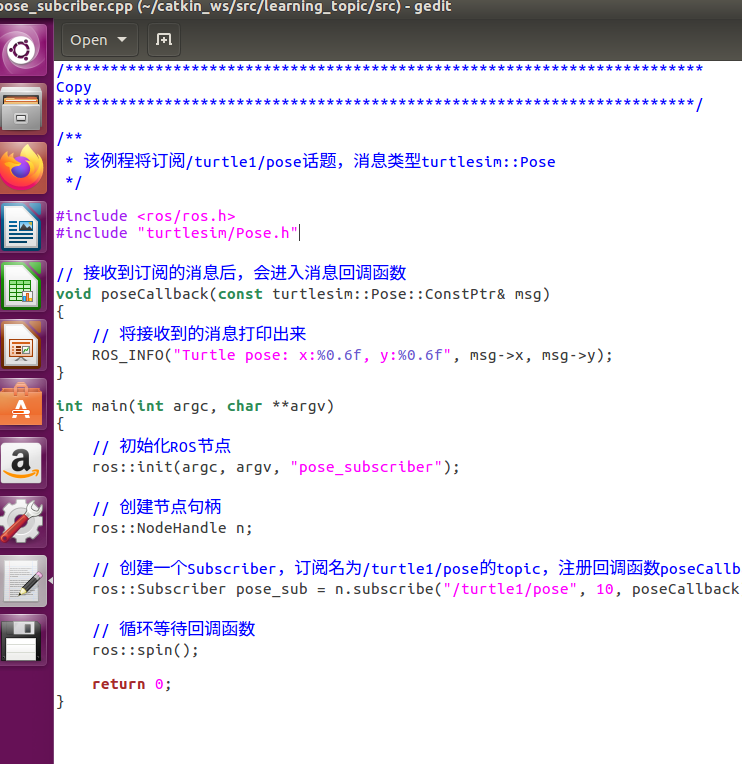 pose_subcriber.cpp (~/catkin_ws/src/learning_topic/src) - gedit
Open
/***********************************************************************
Copy
***********************************************************************/
/**
 * 该例程将订阅/turtle1/pose话题，消息类型turtlesim::Pose
 */
#include <ros/ros.h>
#include "turtlesim/Pose.h"
// 接收到订阅的消息后，会进入消息回调函数
void poseCallback(const turtlesim::Pose::ConstPtr& msg)
{
    // 将接收到的消息打印出来
    ROS_INFO("Turtle pose: x:%0.6f, y:%0.6f", msg->x, msg->y);
}
int main(int argc, char **argv)
{
    // 初始化ROS节点
    ros::init(argc, argv, "pose_subscriber");
    // 创建节点句柄
    ros::NodeHandle n;
    // 创建一个Subscriber，订阅名为/turtle1/pose的topic，注册回调函数poseCallb
    ros::Subscriber pose_sub = n.subscribe("/turtle1/pose", 10, poseCallback
    // 循环等待回调函数
    ros::spin();
    return 0;
}